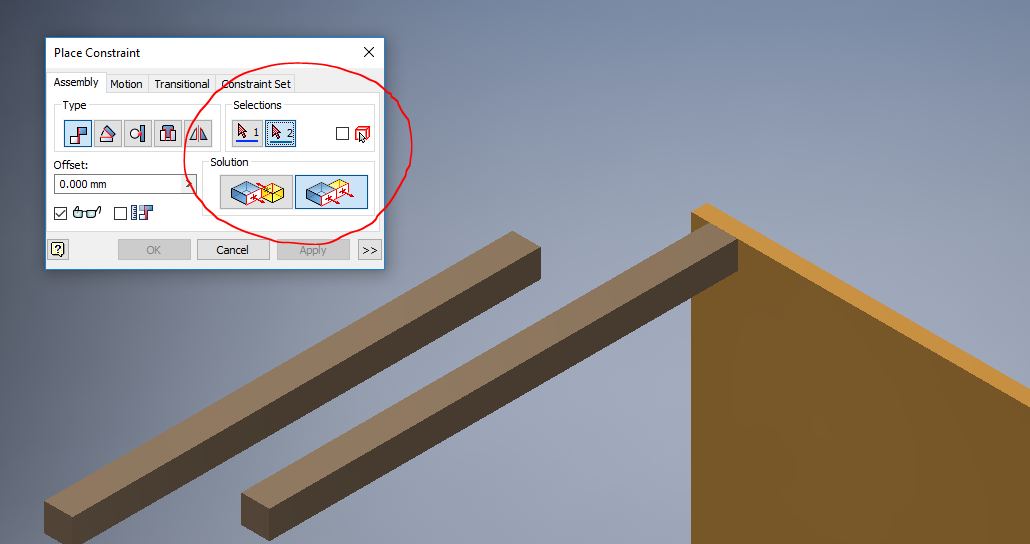 Place Constraint
Assembly Motion Transitional Constraint Set
Type Selections
1 2
Offset: Solution
0.000 mm
OK Cancel Apply >>